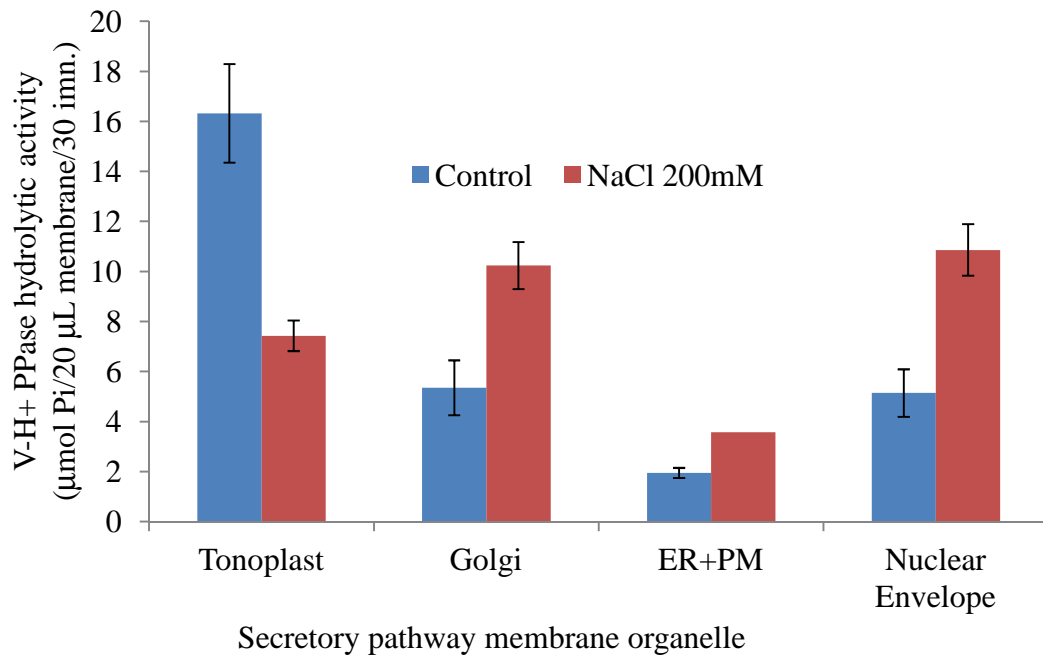 V-H+ PPase hydrolytic activity
(µmol Pi/20 µL membrane/30 imn.)
20
18
16
14
12
10
8
6
4
2
0
Control
NaCl 200mM
Tonoplast
Golgi
ER+PM
Nuclear
Envelope
Secretory pathway membrane organelle